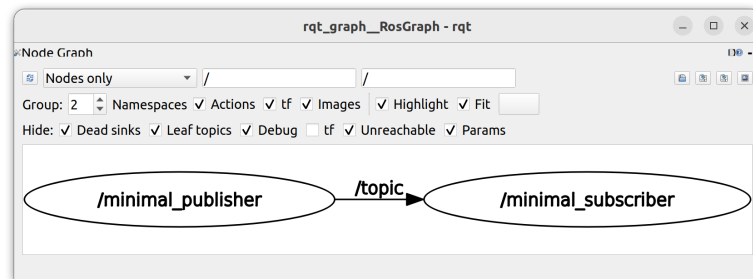 rqt_graph__RosGraph - rqt
Node Graph
Nodes only / /
Group: 2 Namespaces Actions tf Images Highlight Fit
Hide: Dead sinks Leaf topics Debug tf Unreachable Params
/minimal_publisher /topic /minimal_subscriber